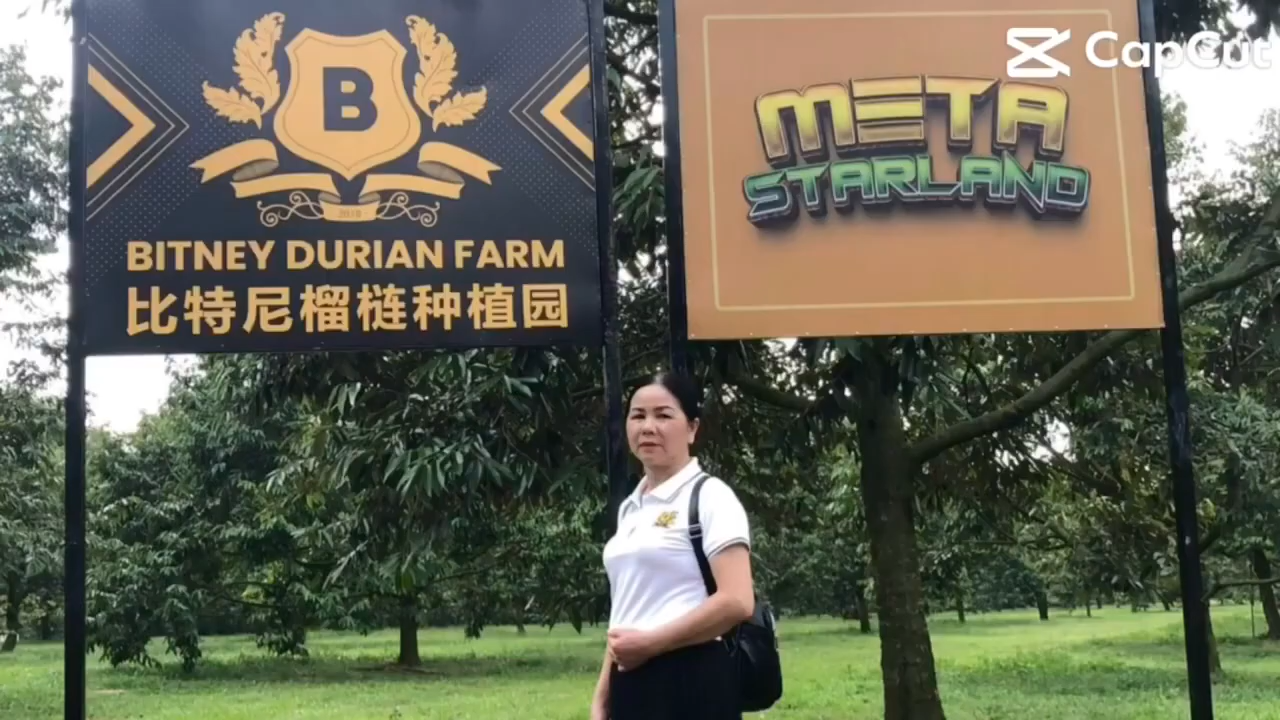 B
BITNEY DURIAN FARM
比特尼榴梿种植园
META
STARLAND
CapCut